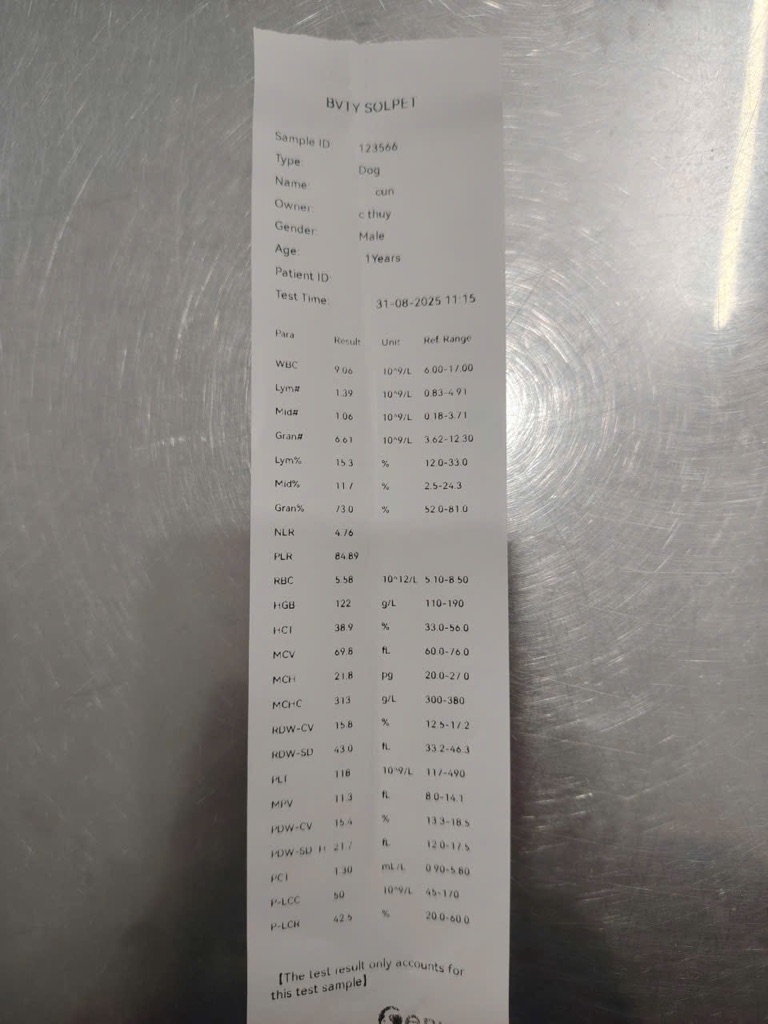 BVTY SOLPET
Sample ID: 123566
Type: Dog
Name: cun
Owner: c thuy
Gender: Male
Age: 1Years
Patient ID:
Test Time: 31-08-2025 11:15
Para Result Unit Ref. Range
WBC 9.06 10^9/L 6.00-17.00
Lym# 1.39 10^9/L 0.83-4.91
Mid# 1.06 10^9/L 0.18-3.71
Gran# 6.61 10^9/L 3.62-12.30
Lym% 15.3 % 12.0-33.0
Mid% 11.7 % 2.5-24.3
Gran% 73.0 % 52.0-81.0
NLR 4.76
PLR 84.89
RBC 5.58 10^12/L 5.10-8.50
HGB 122 g/L 110-190
HCT 38.9 % 33.0-56.0
MCV 69.8 fL 60.0-76.0
MCH 21.8 pg 20.0-27.0
MCHC 313 g/L 300-380
RDW-CV 15.8 % 12.5-17.2
RDW-SD 43.0 fL 33.2-46.3
PLT 118 10^9/L 117-490
MPV 11.3 fL 8.0-14.1
PDW-CV 15.4 % 13.3-18.5
PDW-SD H 21.7 fL 12.0-17.5
PCT 1.30 mL/L 0.90-5.80
P-LCC 50 10^9/L 45-170
P-LCR 42.5 % 20.0-60.0
【The test result only accounts for
this test sample】